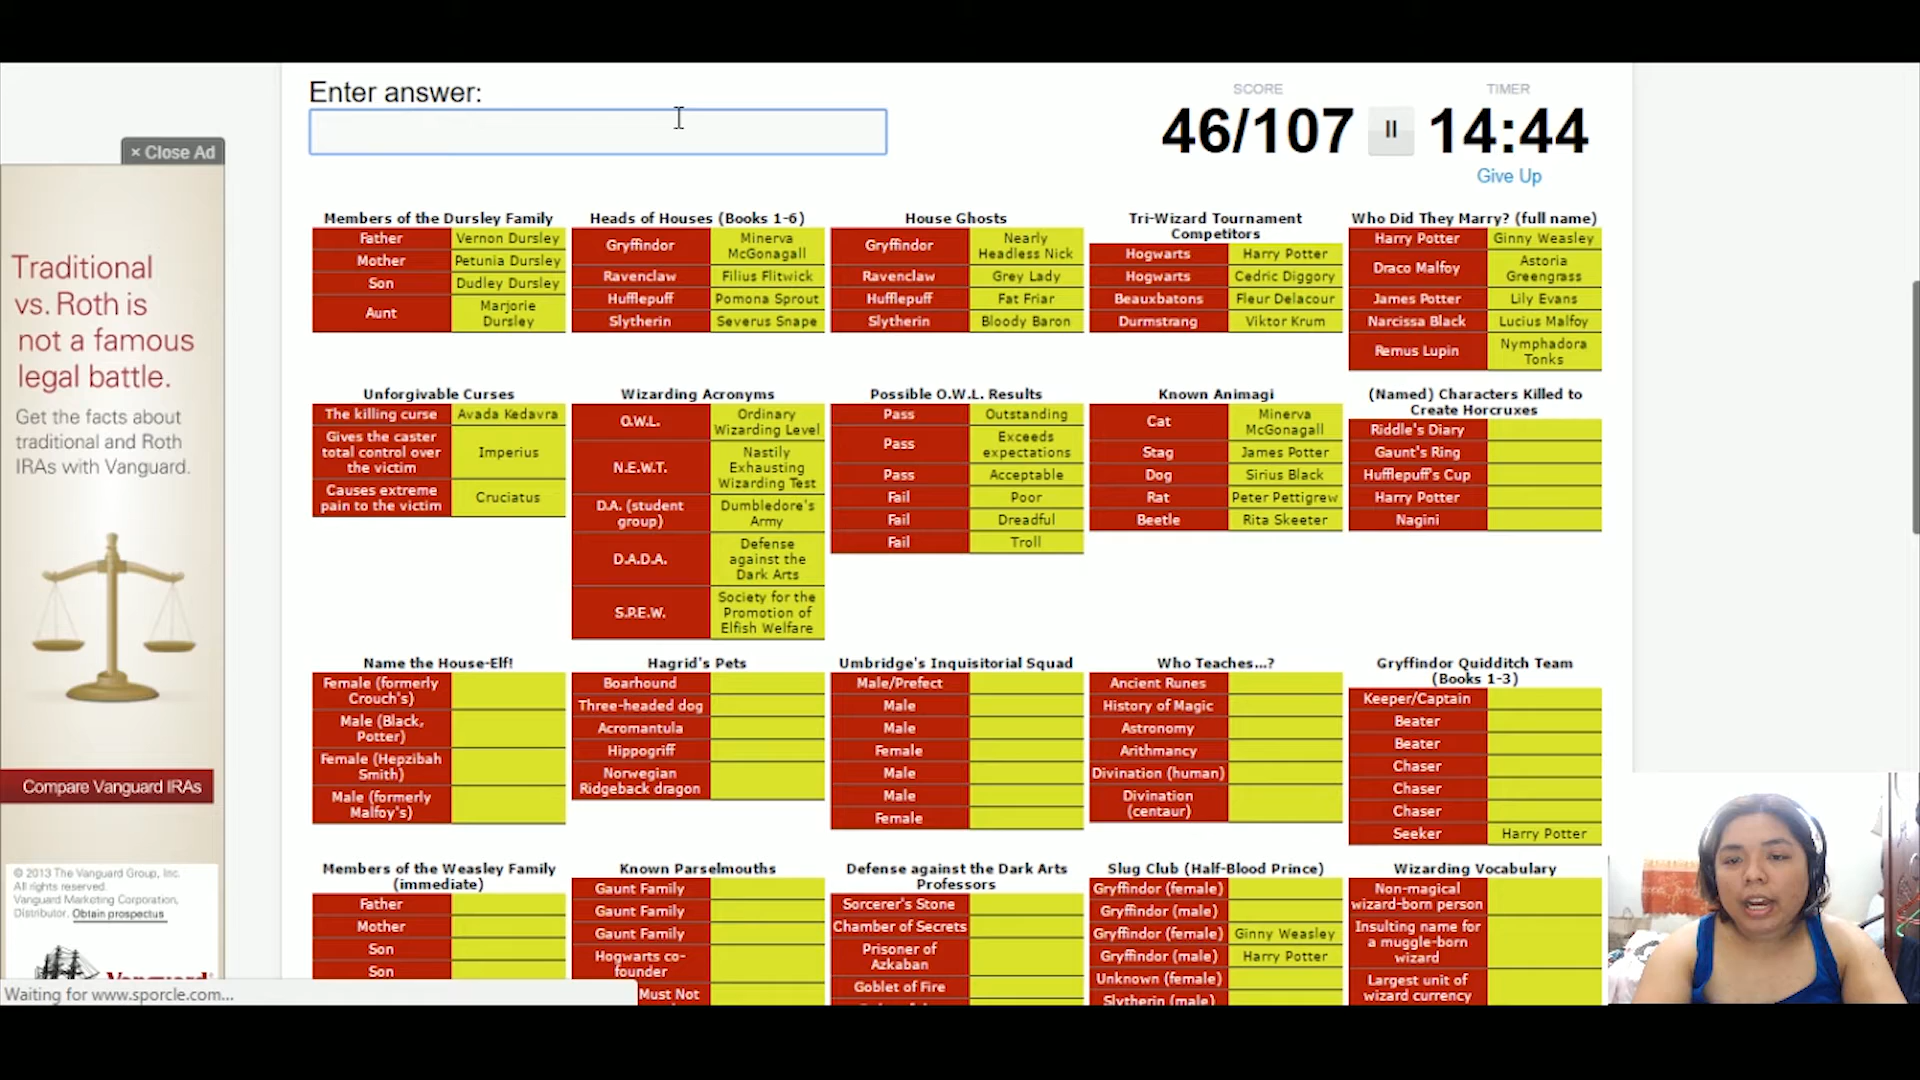 Enter answer:
SCORE
46/107
TIMER
14:44
Give Up
× Close Ad
Traditional
vs. Roth is
not a famous
legal battle.
Get the facts about
traditional and Roth
IRAs with Vanguard.
Compare Vanguard IRAs
© 2013 The Vanguard Group, Inc.
All rights reserved.
Vanguard Marketing Corporation,
Distributor. Obtain prospectus
Vanguard
Waiting for www.sporcle.com...
Members of the Dursley Family
Father Vernon Dursley
Mother Petunia Dursley
Son Dudley Dursley
Aunt Marjorie
Dursley
Heads of Houses (Books 1-6)
Gryffindor Minerva
McGonagall
Ravenclaw Filius Flitwick
Hufflepuff Pomona Sprout
Slytherin Severus Snape
House Ghosts
Gryffindor Nearly
Headless Nick
Ravenclaw Grey Lady
Hufflepuff Fat Friar
Slytherin Bloody Baron
Tri-Wizard Tournament
Competitors
Hogwarts Harry Potter
Hogwarts Cedric Diggory
Beauxbatons Fleur Delacour
Durmstrang Viktor Krum
Who Did They Marry? (full name)
Harry Potter Ginny Weasley
Draco Malfoy Astoria
Greengrass
James Potter Lily Evans
Narcissa Black Lucius Malfoy
Remus Lupin Nymphadora
Tonks
Unforgivable Curses
The killing curse Avada Kedavra
Gives the caster
total control over
the victim
Imperius
Causes extreme
pain to the victim
Cruciatus
Wizarding Acronyms
O.W.L. Ordinary
Wizarding Level
N.E.W.T. Nastily
Exhausting
Wizarding Test
D.A. (student
group)
Dumbledore's
Army
D.A.D.A. Defense
against the
Dark Arts
S.P.E.W. Society for the
Promotion of
Elfish Welfare
Possible O.W.L. Results
Pass Outstanding
Pass Exceeds
expectations
Pass Acceptable
Fail Poor
Fail Dreadful
Fail Troll
Known Animagi
Cat Minerva
McGonagall
Stag James Potter
Dog Sirius Black
Rat Peter Pettigrew
Beetle Rita Skeeter
(Named) Characters Killed to
Create Horcruxes
Riddle's Diary
Gaunt's Ring
Hufflepuff's Cup
Harry Potter
Nagini
Name the House-Elf!
Female (formerly
Crouch's)
Male (Black,
Potter)
Female (Hepzibah
Smith)
Male (formerly
Malfoy's)
Hagrid's Pets
Boarhound
Three-headed dog
Acromantula
Hippogriff
Norwegian
Ridgeback dragon
Umbridge's Inquisitorial Squad
Male/Prefect
Male
Male
Female
Male
Male
Female
Who Teaches...?
Ancient Runes
History of Magic
Astronomy
Arithmancy
Divination (human)
Divination
(centaur)
Gryffindor Quidditch Team
(Books 1-3)
Keeper/Captain
Beater
Beater
Chaser
Chaser
Chaser
Seeker Harry Potter
Members of the Weasley Family
(immediate)
Father
Mother
Son
Son
Known Parselmouths
Gaunt Family
Gaunt Family
Gaunt Family
Hogwarts co-
founder
Must Not
Defense against the Dark Arts
Professors
Sorcerer's Stone
Chamber of Secrets
Prisoner of
Azkaban
Goblet of Fire
Slug Club (Half-Blood Prince)
Gryffindor (female)
Gryffindor (male)
Gryffindor (female) Ginny Weasley
Gryffindor (male) Harry Potter
Unknown (female)
Slytherin (male)
Wizarding Vocabulary
Non-magical
wizard-born person
Insulting name for
a muggle-born
wizard
Largest unit of
wizard currency